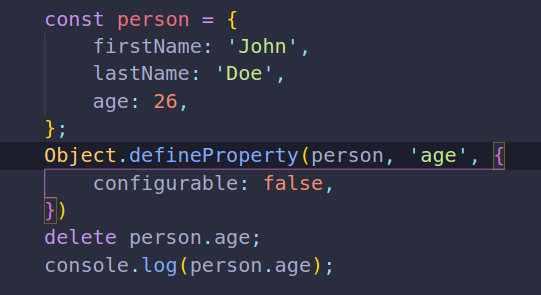 const person = {
    firstName: 'John',
    lastName: 'Doe',
    age: 26,
};
Object.defineProperty(person, 'age', {
    configurable: false,
})
delete person.age;
console.log(person.age);